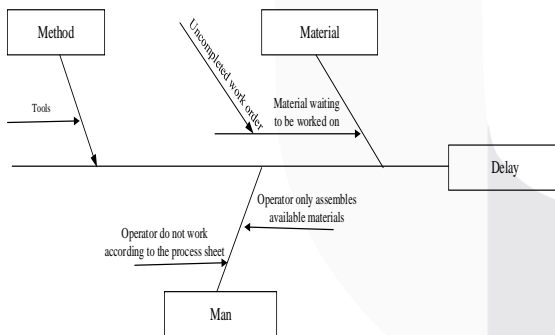 Method
Material
Uncompleted work order
Tools
Material waiting
to be worked on
Delay
Operator only assembles
available materials
Operator do not work
according to the process sheet
Man